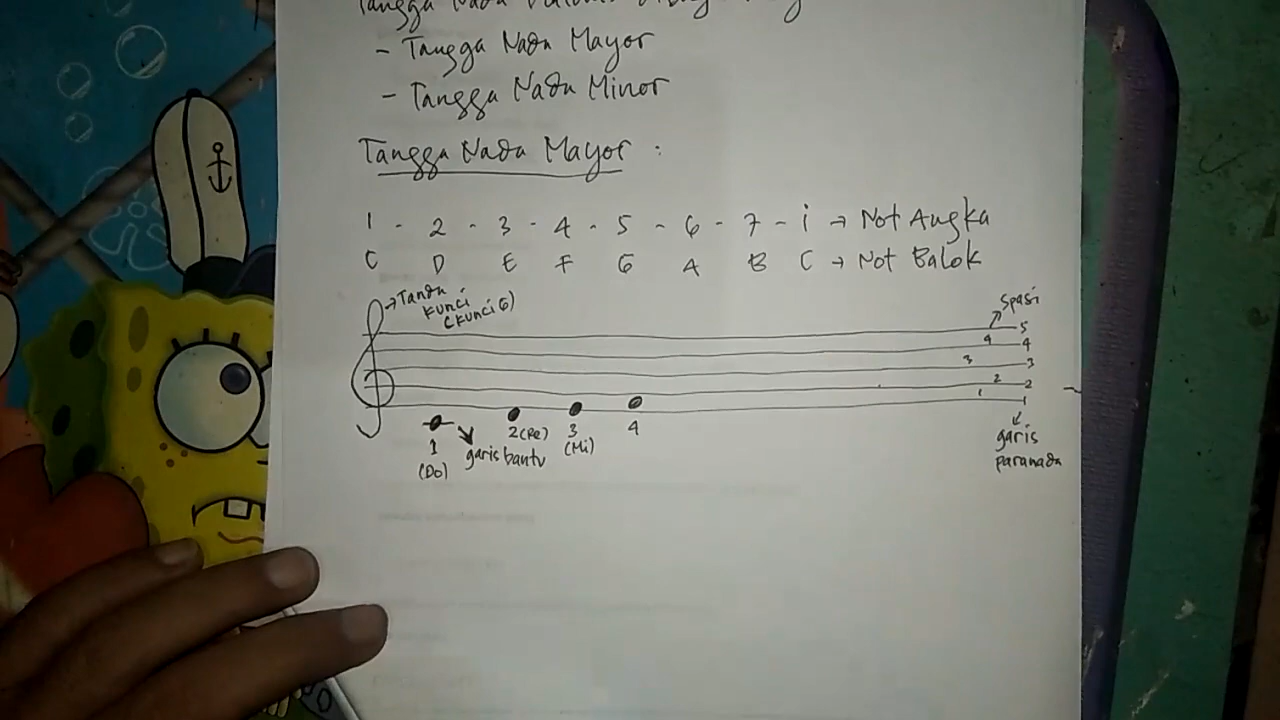 Tangga Nada
- Tangga Nada Mayor
- Tangga Nada Minor
Tangga Nada Mayor :
1 - 2 - 3 - 4 - 5 - 6 - 7 - i → Not Angka
C D E F G A B C → Not Balok
→ Tanda
kunci
(kunci G)
Spasi
5
4 4
3 3
2 2
1 1
1 2(Re) 3 4
(Do) garis bantu (Mi)
garis
paranada